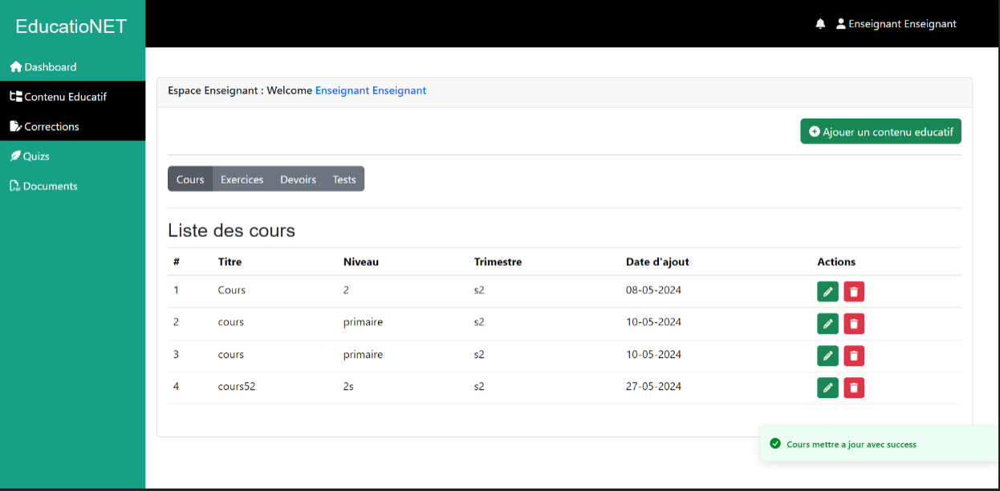 EducatioNET
Enseignant Enseignant
Dashboard
Contenu Educatif
Corrections
Quizs
Documents
Espace Enseignant : Welcome Enseignant Enseignant
Ajouer un contenu educatif
Cours Exercices Devoirs Tests
Liste des cours
# Titre Niveau Trimestre Date d'ajout Actions
1 Cours 2 s2 08-05-2024
2 cours primaire s2 10-05-2024
3 cours primaire s2 10-05-2024
4 cours52 2s s2 27-05-2024
Cours mettre a jour avec success